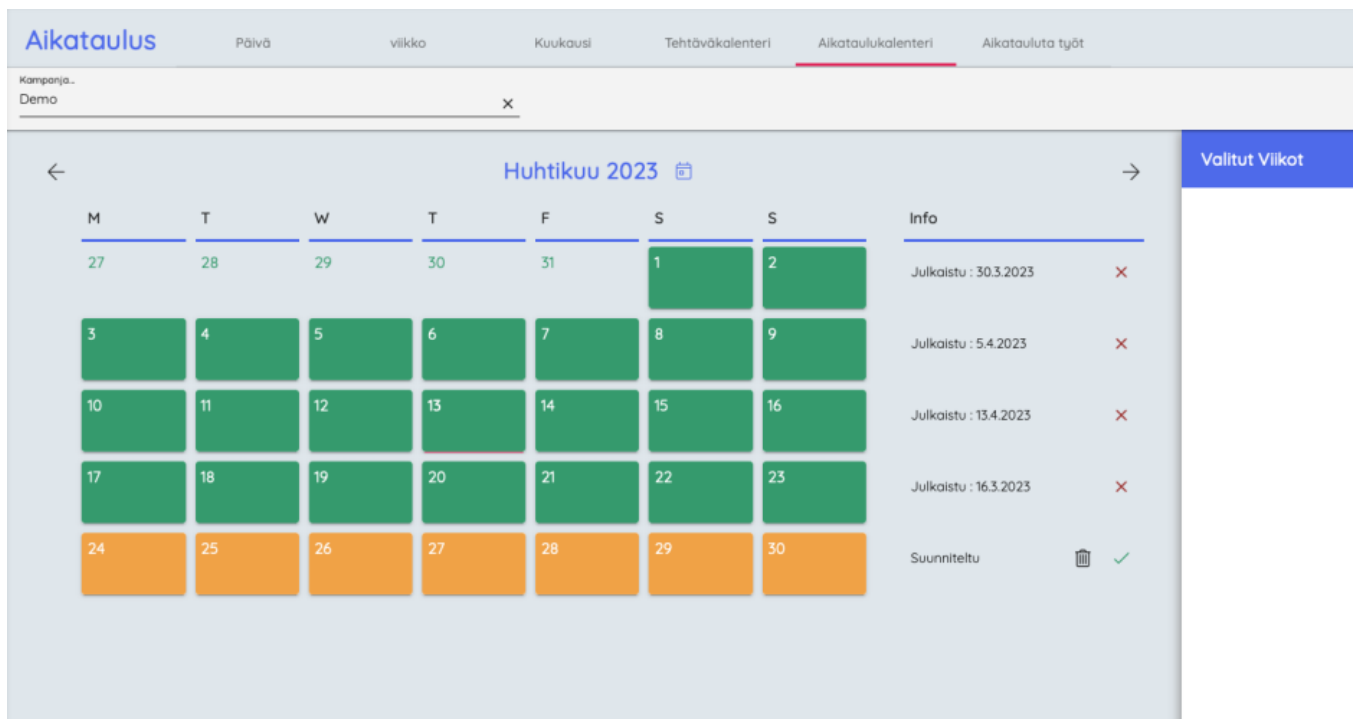 Aikataulus Päivä viikko Kuukausi Tehtäväkalenteri Aikataulukalenteri Aikatauluta työt
Kampanja...
Demo
Huhtikuu 2023
Valitut Viikot
M T W T F S S Info
27 28 29 30 31 1 2 Julkaistu : 30.3.2023
3 4 5 6 7 8 9 Julkaistu : 5.4.2023
10 11 12 13 14 15 16 Julkaistu : 13.4.2023
17 18 19 20 21 22 23 Julkaistu : 16.3.2023
24 25 26 27 28 29 30 Suunniteltu